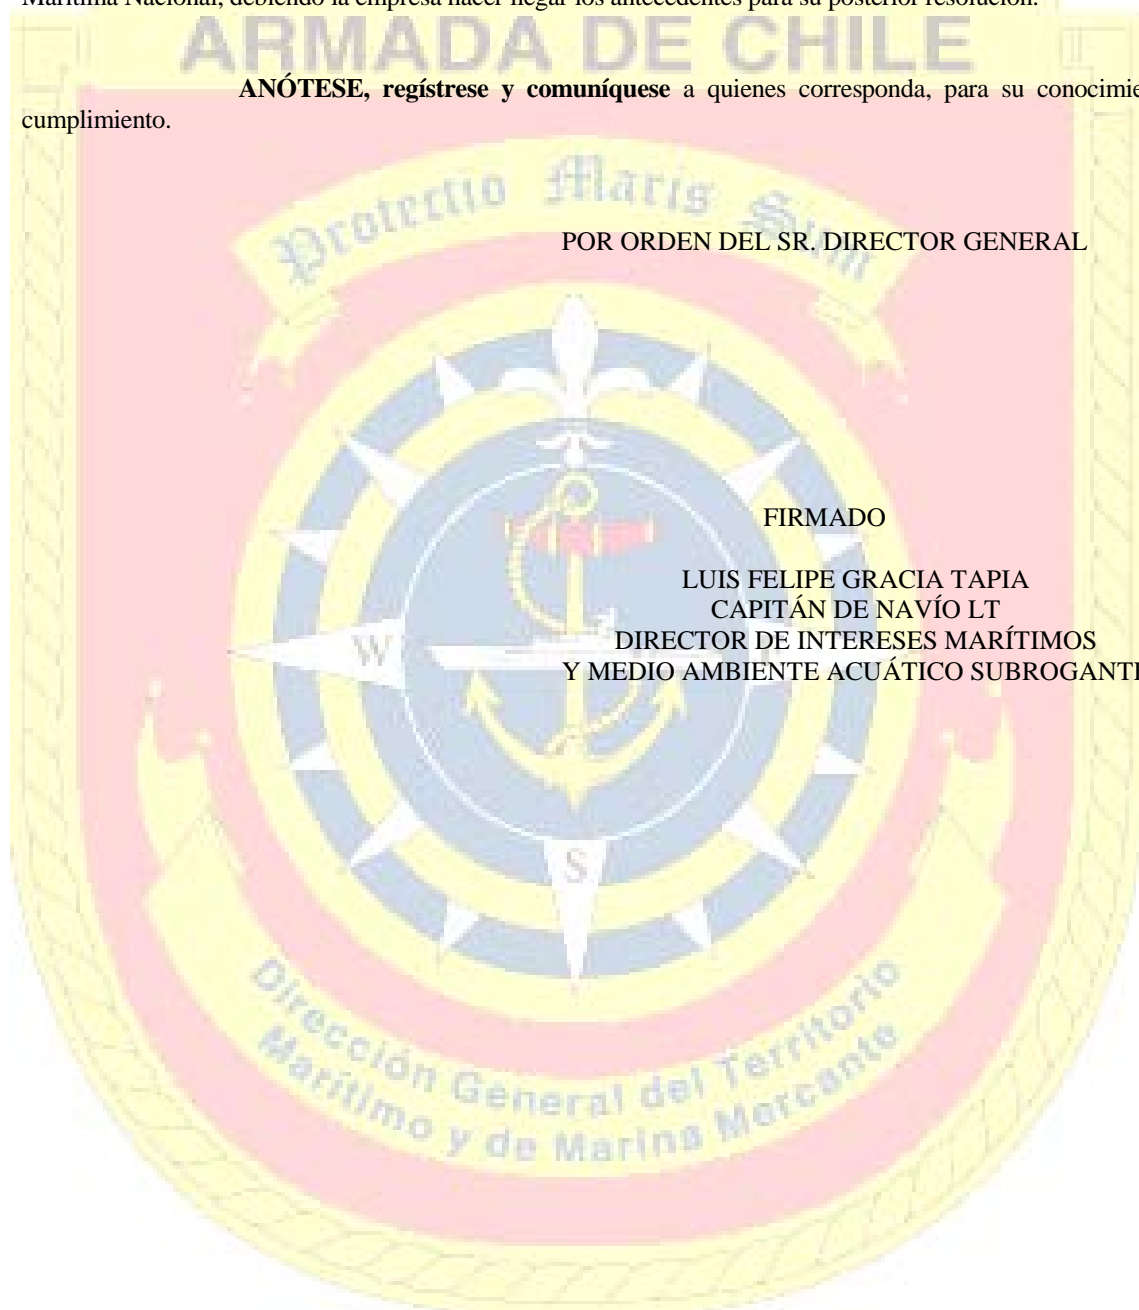 Marítima Nacional, debiendo la empresa hacer llegar los antecedentes para su posterior resolución.
ARMADA DE CHILE
ANÓTESE, regístrese y comuníquese a quienes corresponda, para su
cumplimiento.
Protectio Maris Sum
POR ORDEN DEL SR. DIRECTOR GENERAL
FIRMADO
LUIS FELIPE GRACIA TAPIA
CAPITÁN DE NAVÍO LT
DIRECTOR DE INTERESES MARÍTIMOS
W
Y MEDIO AMBIENTE ACUÁTICO SUBROGANTE
S
Dirección General del Territorio
Marítimo y de Marina Mercante